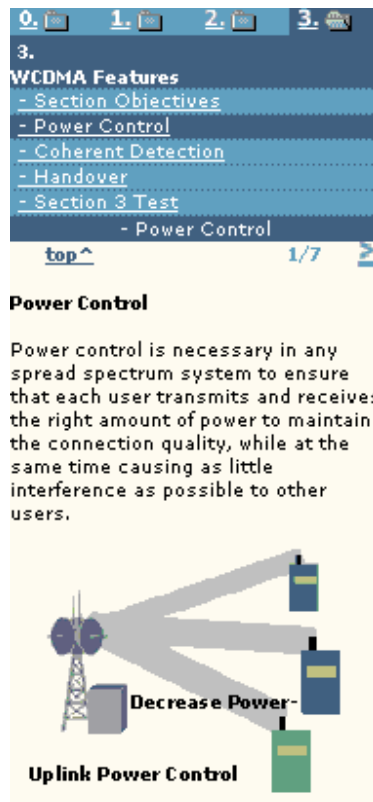 0. 1. 2. 3.
3.
WCDMA Features
- Section Objectives
- Power Control
- Coherent Detection
- Handover
- Section 3 Test
- Power Control
top^ 1/7 >
Power Control
Power control is necessary in any
spread spectrum system to ensure
that each user transmits and receives
the right amount of power to maintain
the connection quality, while at the
same time causing as little
interference as possible to other
users.
Decrease Power-
Uplink Power Control